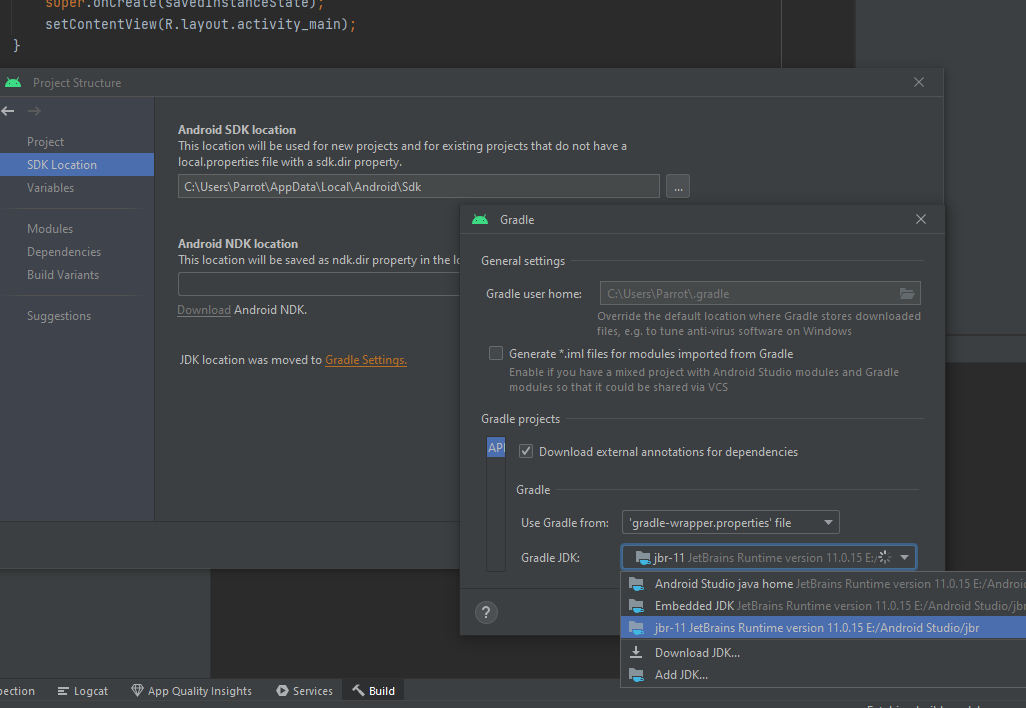 super.onCreate(savedInstanceState);
setContentView(R.layout.activity_main);
}
Project Structure
Project
SDK Location
Variables
Modules
Dependencies
Build Variants
Suggestions
Android SDK location
This location will be used for new projects and for existing projects that do not have a
local.properties file with a sdk.dir property.
C:\Users\Parrot\AppData\Local\Android\Sdk
...
Android NDK location
This location will be saved as ndk.dir property in the
Download Android NDK.
JDK location was moved to Gradle Settings.
Gradle
General settings
Gradle user home:
C:\Users\Parrot\.gradle
Override the default location where Gradle stores downloaded
files, e.g. to tune anti-virus software on Windows
Generate *.iml files for modules imported from Gradle
Enable if you have a mixed project with Android Studio modules and Gradle
modules so that it could be shared via VCS
Gradle projects
API
Download external annotations for dependencies
Gradle
Use Gradle from:
'gradle-wrapper.properties' file
Gradle JDK:
jbr-11 JetBrains Runtime version 11.0.15 E:/
Android Studio java home JetBrains Runtime version 11.0.15 E:/Android
Embedded JDK JetBrains Runtime version 11.0.15 E:/Android Studio/jbr
jbr-11 JetBrains Runtime version 11.0.15 E:/Android Studio/jbr
Download JDK...
Add JDK...
?
pection
Logcat
App Quality Insights
Services
Build